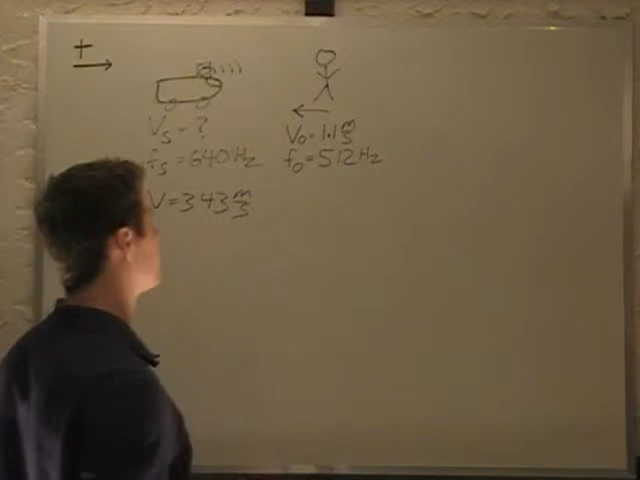 +
Vs = ?
Vo = 1.1 m/s
fs = 640 Hz
fo = 512 Hz
V = 343 m/s